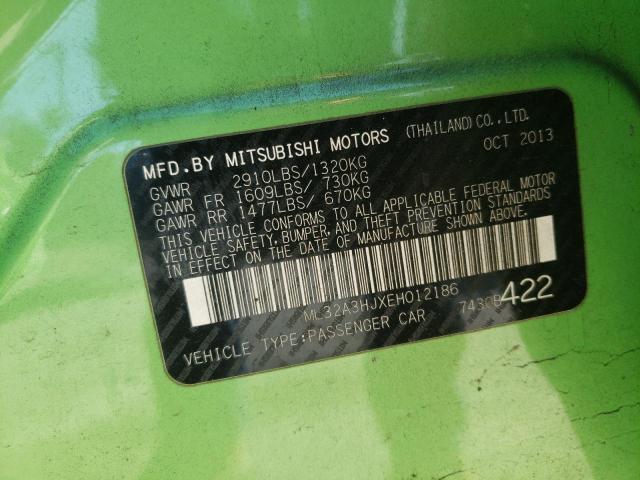 MFD.BY MITSUBISHI MOTORS (THAILAND)CO.,LTD.
OCT 2013
GVWR 2910LBS/1320KG
GAWR FR 1609LBS/ 730KG
GAWR RR 1477LBS/ 670KG
THIS VEHICLE CONFORMS TO ALL APPLICABLE FEDERAL MOTOR
VEHICLE SAFETY, BUMPER, AND THEFT PREVENTION STANDARDS
IN EFFECT ON THE DATE OF MANUFACTURE SHOWN ABOVE.
ML32A3HJXEH012186
7430B 422
VEHICLE TYPE:PASSENGER CAR